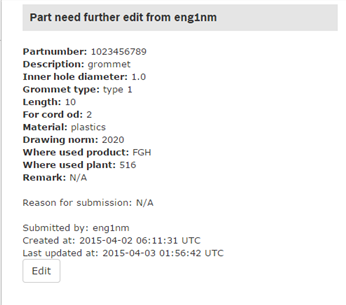 Part need further edit from eng1nm
Partnumber: 1023456789
Description: grommet
Inner hole diameter: 1.0
Grommet type: type 1
Length: 10
For cord od: 2
Material: plastics
Drawing norm: 2020
Where used product: FGH
Where used plant: 516
Remark: N/A
Reason for submission: N/A
Submitted by: eng1nm
Created at: 2015-04-02 06:11:31 UTC
Last updated at: 2015-04-03 01:56:42 UTC
Edit